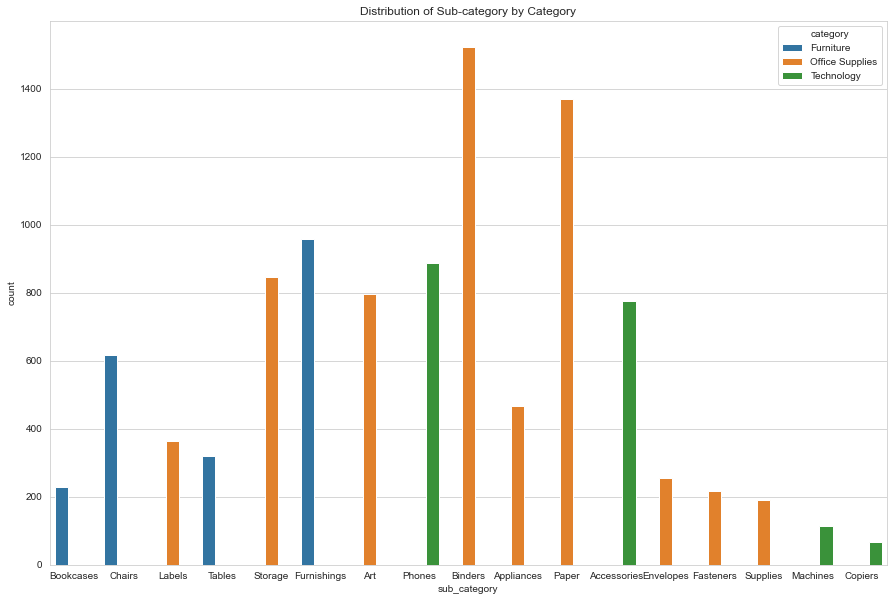 Distribution of Sub-category by Category
category
Furniture
Office Supplies
Technology
1400
1200
1000
800
600
400
200
0
count
Bookcases Chairs Labels Tables Storage Furnishings Art Phones Binders Appliances Paper Accessories Envelopes Fasteners Supplies Machines Copiers
sub_category